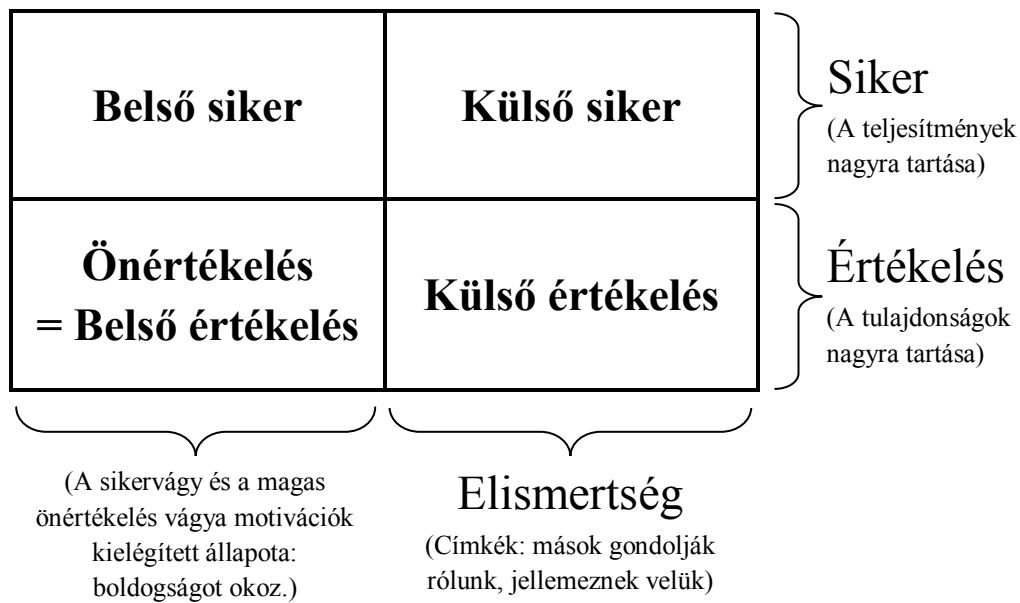 Belső siker
Külső siker
Siker
(A teljesítmények
nagyra tartása)
Önértékelés
= Belső értékelés
Külső értékelés
Értékelés
(A tulajdonságok
nagyra tartása)
(A sikervágy és a magas
önértékelés vágya motivációk
kielégített állapota:
boldogságot okoz.)
Elismertség
(Címkék: mások gondolják
rólunk, jellemeznek velük)